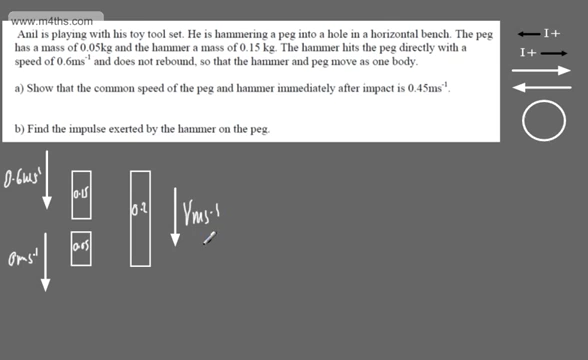 www.m4ths.com
Anil is playing with his toy tool set. He is hammering a peg into a hole in a horizontal bench. The peg
has a mass of 0.05kg and the hammer a mass of 0.15 kg. The hammer hits the peg directly with a
speed of 0.6ms⁻¹ and does not rebound, so that the hammer and peg move as one body.
a) Show that the common speed of the peg and hammer immediately after impact is 0.45ms⁻¹.
b) Find the impulse exerted by the hammer on the peg.
I+
I+
0.6ms⁻¹
0.15
0.2
Vms-1
0.05
0ms⁻¹